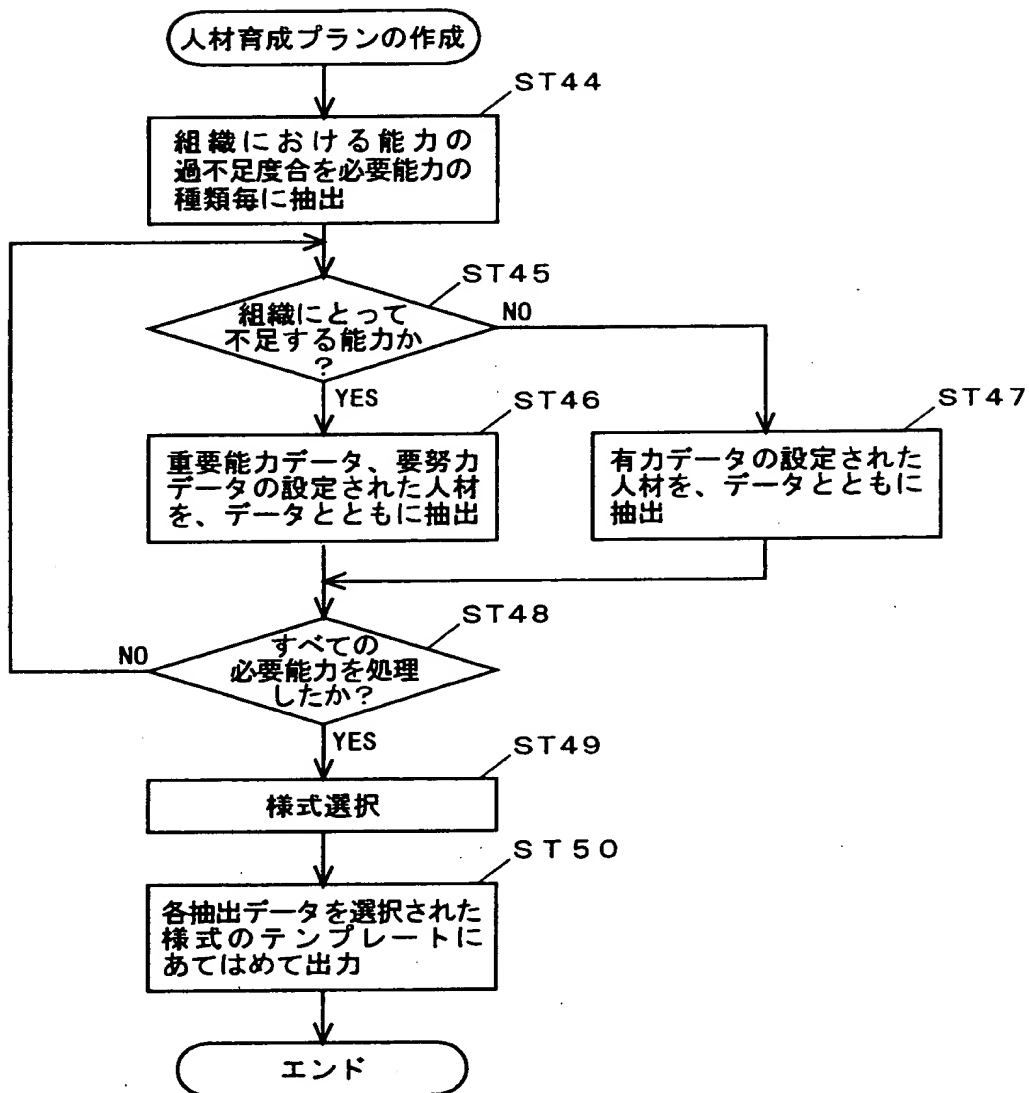 人材育成プランの作成
ST44
組織における能力の
過不足度合を必要能力の
種類毎に抽出
ST45
組織にとって
不足する能力か
?
NO
YES
ST46
重要能力データ、要努力
データの設定された人材
を、データとともに抽出
ST47
有力データの設定された
人材を、データとともに
抽出
ST48
すべての
必要能力を処理
したか?
NO
YES
ST49
様式選択
ST50
各抽出データを選択された
様式のテンプレートに
あてはめて出力
エンド